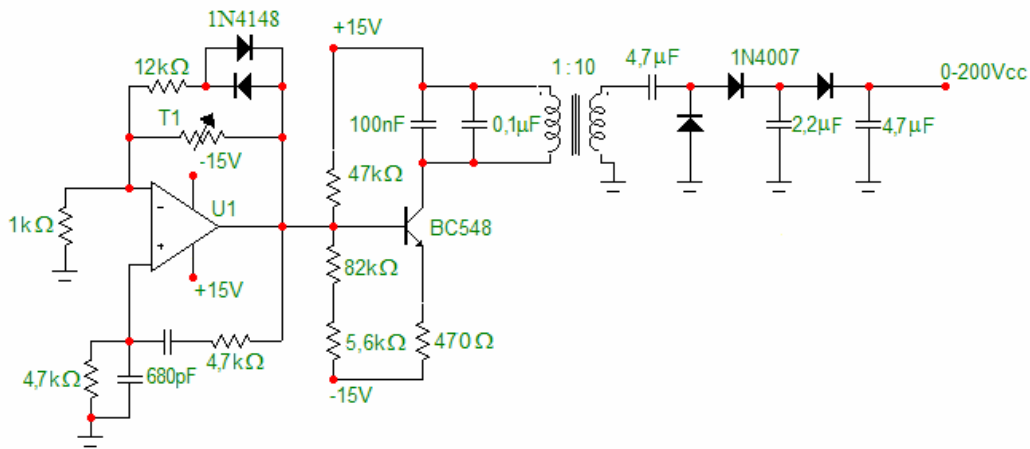 1N4148
+15V
12kΩ
1:10
4,7µF
1N4007
0-200Vcc
T1
-15V
100nF
0,1µF
2,2µF
4,7µF
47kΩ
U1
1kΩ
-
+
BC548
+15V
82kΩ
4,7kΩ
680pF
4,7kΩ
5,6kΩ
470Ω
-15V